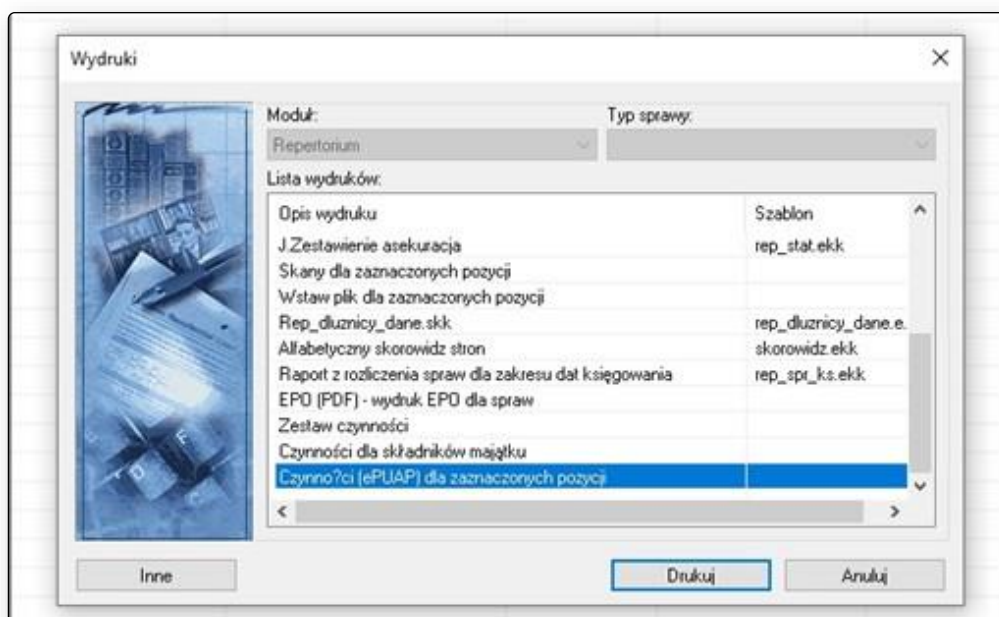 Wydruki
Moduł: Typ sprawy:
Repertorium
Lista wydruków:
Opis wydruku Szablon
J.Zestawienie asekuracja rep_stat.ekk
Skany dla zaznaczonych pozycji
Wstaw plik dla zaznaczonych pozycji
Rep_dluznicy_dane.skk rep_dluznicy_dane.e.
Alfabetyczny skorowidz stron skorowidz.ekk
Raport z rozliczenia spraw dla zakresu dat księgowania rep_spr_ks.ekk
EPO (PDF) - wydruk EPO dla spraw
Zestaw czynności
Czynności dla składników majątku
Czynno?ci (ePUAP) dla zaznaczonych pozycji
Inne Drukuj Anuluj